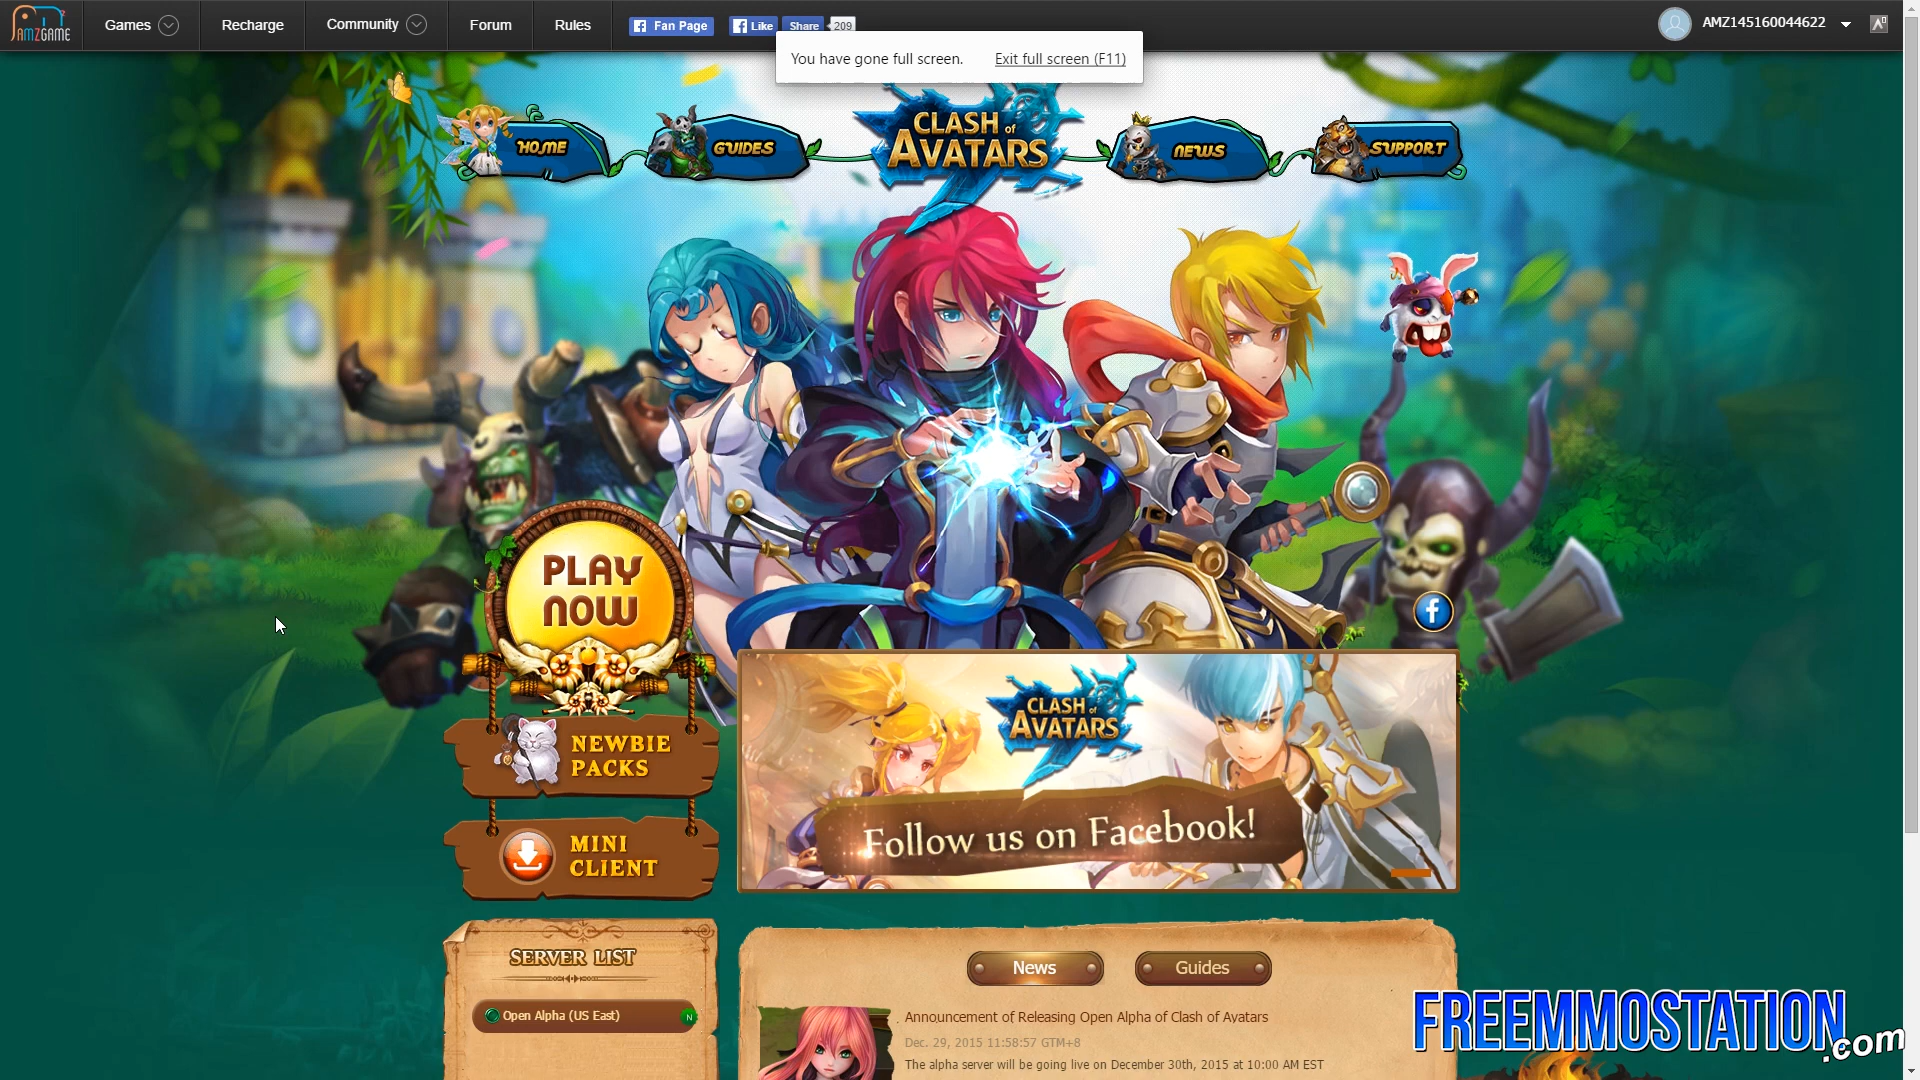 AMZGAME
Games
Recharge
Community
Forum
Rules
Fan Page
Like
Share
209
AMZ145160044622
You have gone full screen.
Exit full screen (F11)
HOME
GUIDES
CLASH of
AVATARS
NEWS
SUPPORT
PLAY
NOW
NEWBIE
PACKS
MINI
CLIENT
CLASH of
AVATARS
Follow us on Facebook!
SERVER LIST
Open Alpha (US East)
N
News
Guides
Announcement of Releasing Open Alpha of Clash of Avatars
Dec. 29, 2015 11:58:57 GTM+8
The alpha server will be going live on December 30th, 2015 at 10:00 AM EST
FREEMMOSTATION
.com